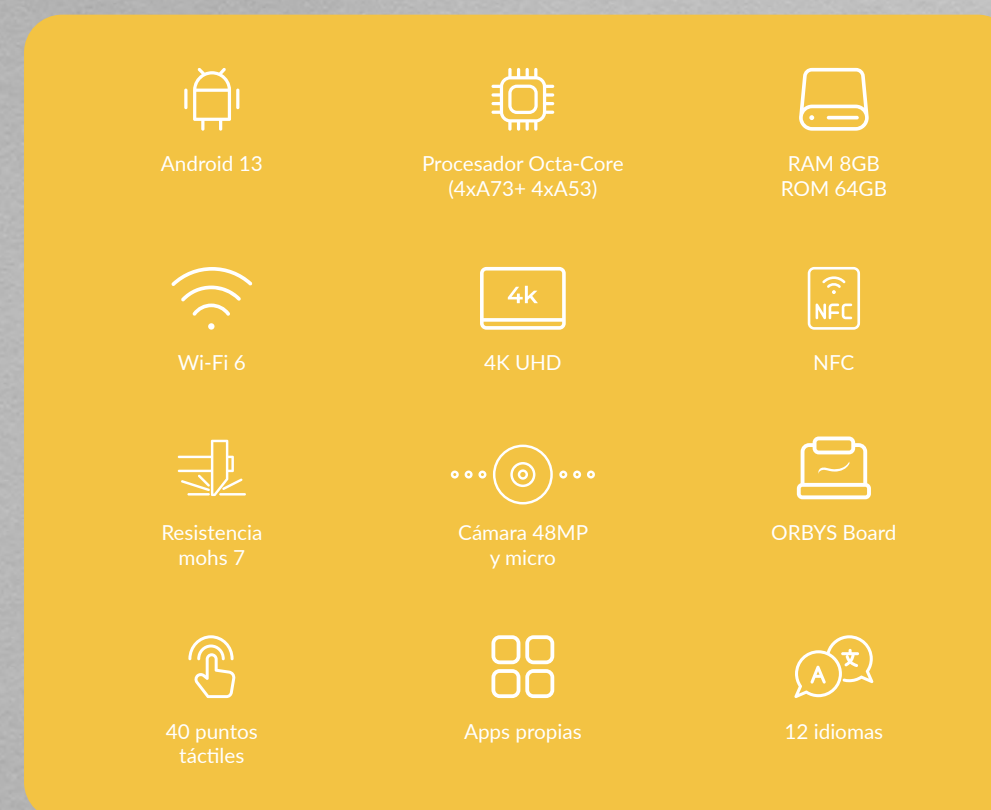 Android 13
Procesador Octa-Core
(4xA73+ 4xA53)
RAM 8GB
ROM 64GB
Wi-Fi 6
4k
4K UHD
NFC
NFC
Resistencia
mohs 7
Cámara 48MP
y micro
ORBYS Board
40 puntos
táctiles
Apps propias
A
文
12 idiomas